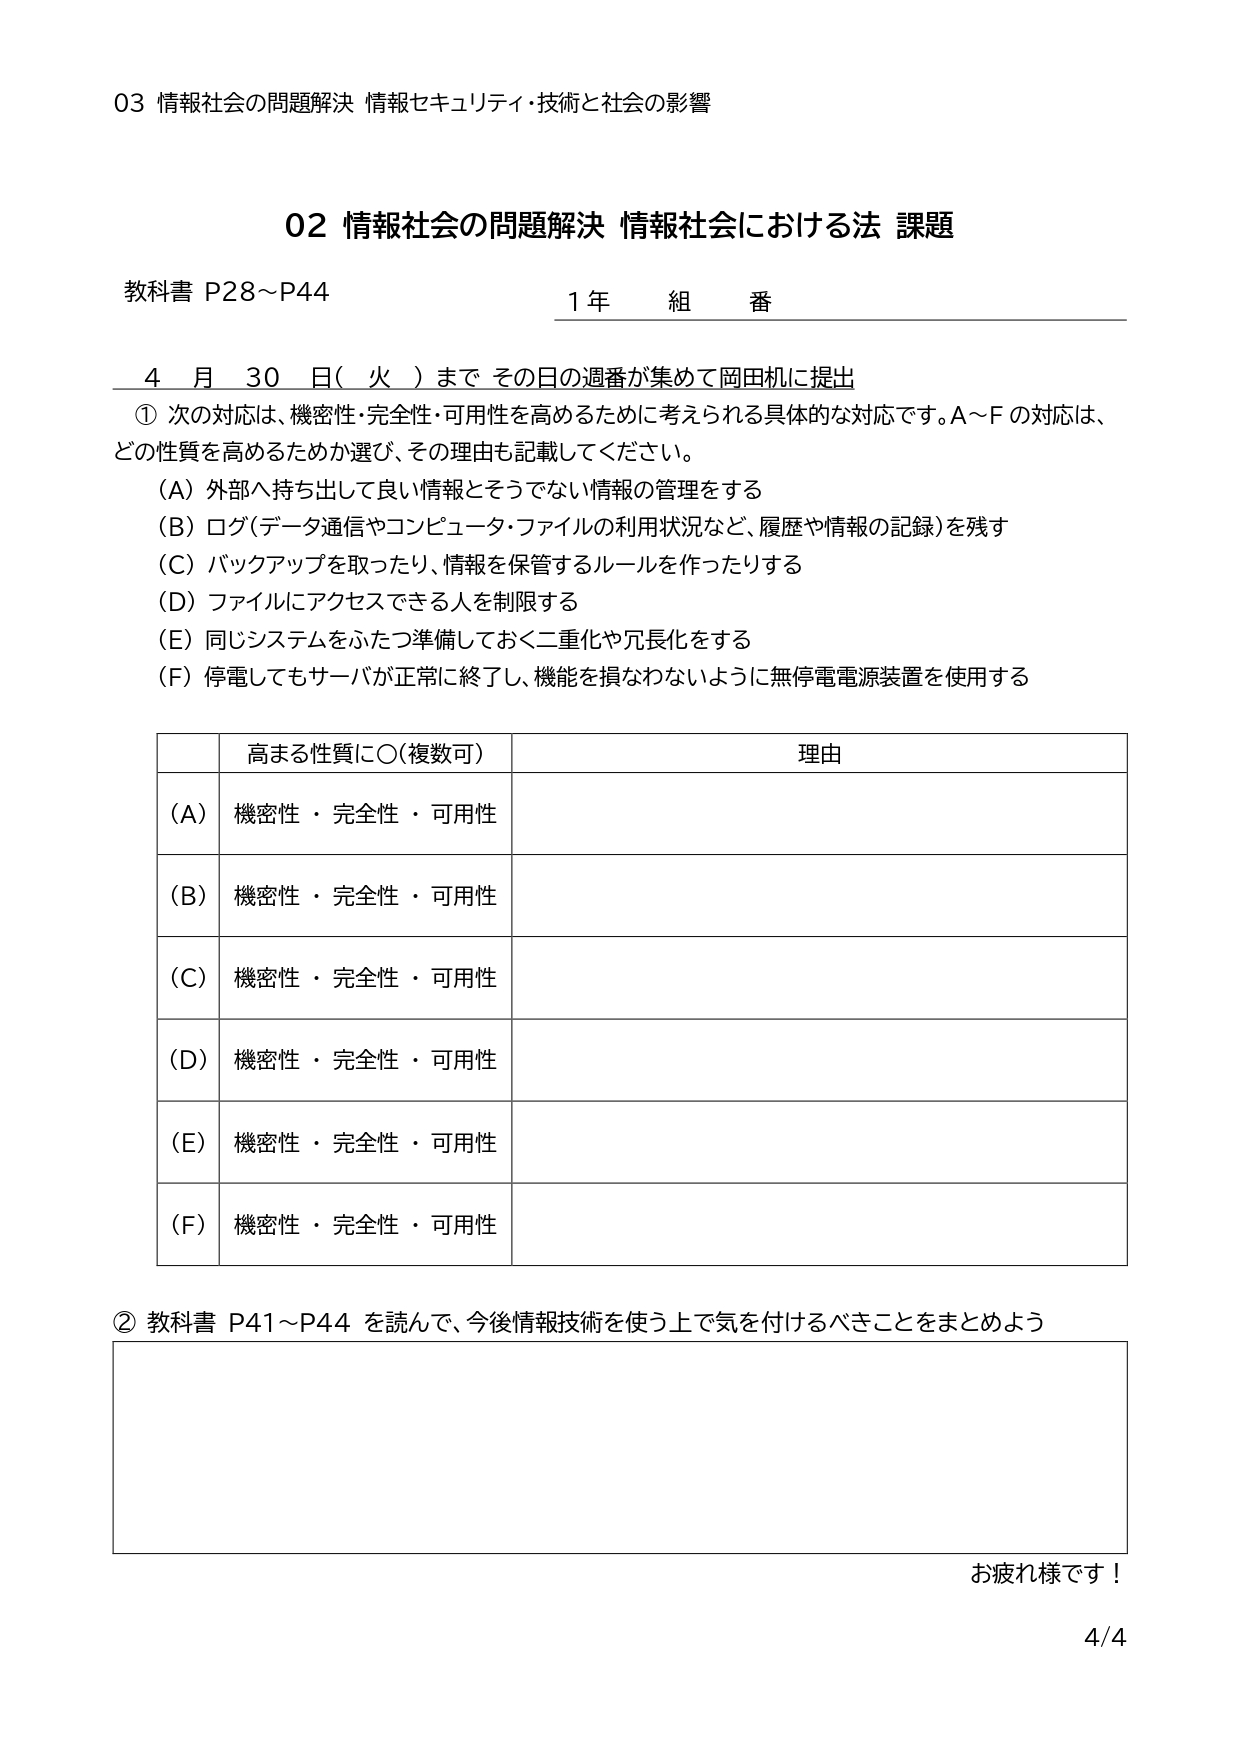 03 情報社会の問題解決 情報セキュリティ・技術と社会の影響
02 情報社会の問題解決 情報社会における法 課題
教科書 P28～P44
1年 組 番
4 月 30 日( 火 ) まで その日の週番が集めて岡田机に提出
① 次の対応は、機密性・完全性・可用性を高めるために考えられる具体的な対応です。A～F の対応は、
どの性質を高めるためか選び、その理由も記載してください。
（A）外部へ持ち出して良い情報とそうでない情報の管理をする
（B）ログ（データ通信やコンピュータ・ファイルの利用状況など、履歴や情報の記録）を残す
（C）バックアップを取ったり、情報を保管するルールを作ったりする
（D）ファイルにアクセスできる人を制限する
（E）同じシステムをふたつ準備しておく二重化や冗長化をする
（F）停電してもサーバが正常に終了し、機能を損なわないように無停電電源装置を使用する
高まる性質に〇（複数可） 理由
（A） 機密性 ・ 完全性 ・ 可用性
（B） 機密性 ・ 完全性 ・ 可用性
（C） 機密性 ・ 完全性 ・ 可用性
（D） 機密性 ・ 完全性 ・ 可用性
（E） 機密性 ・ 完全性 ・ 可用性
（F） 機密性 ・ 完全性 ・ 可用性
② 教科書 P41～P44 を読んで、今後情報技術を使う上で気を付けるべきことをまとめよう
お疲れ様です！
4/4